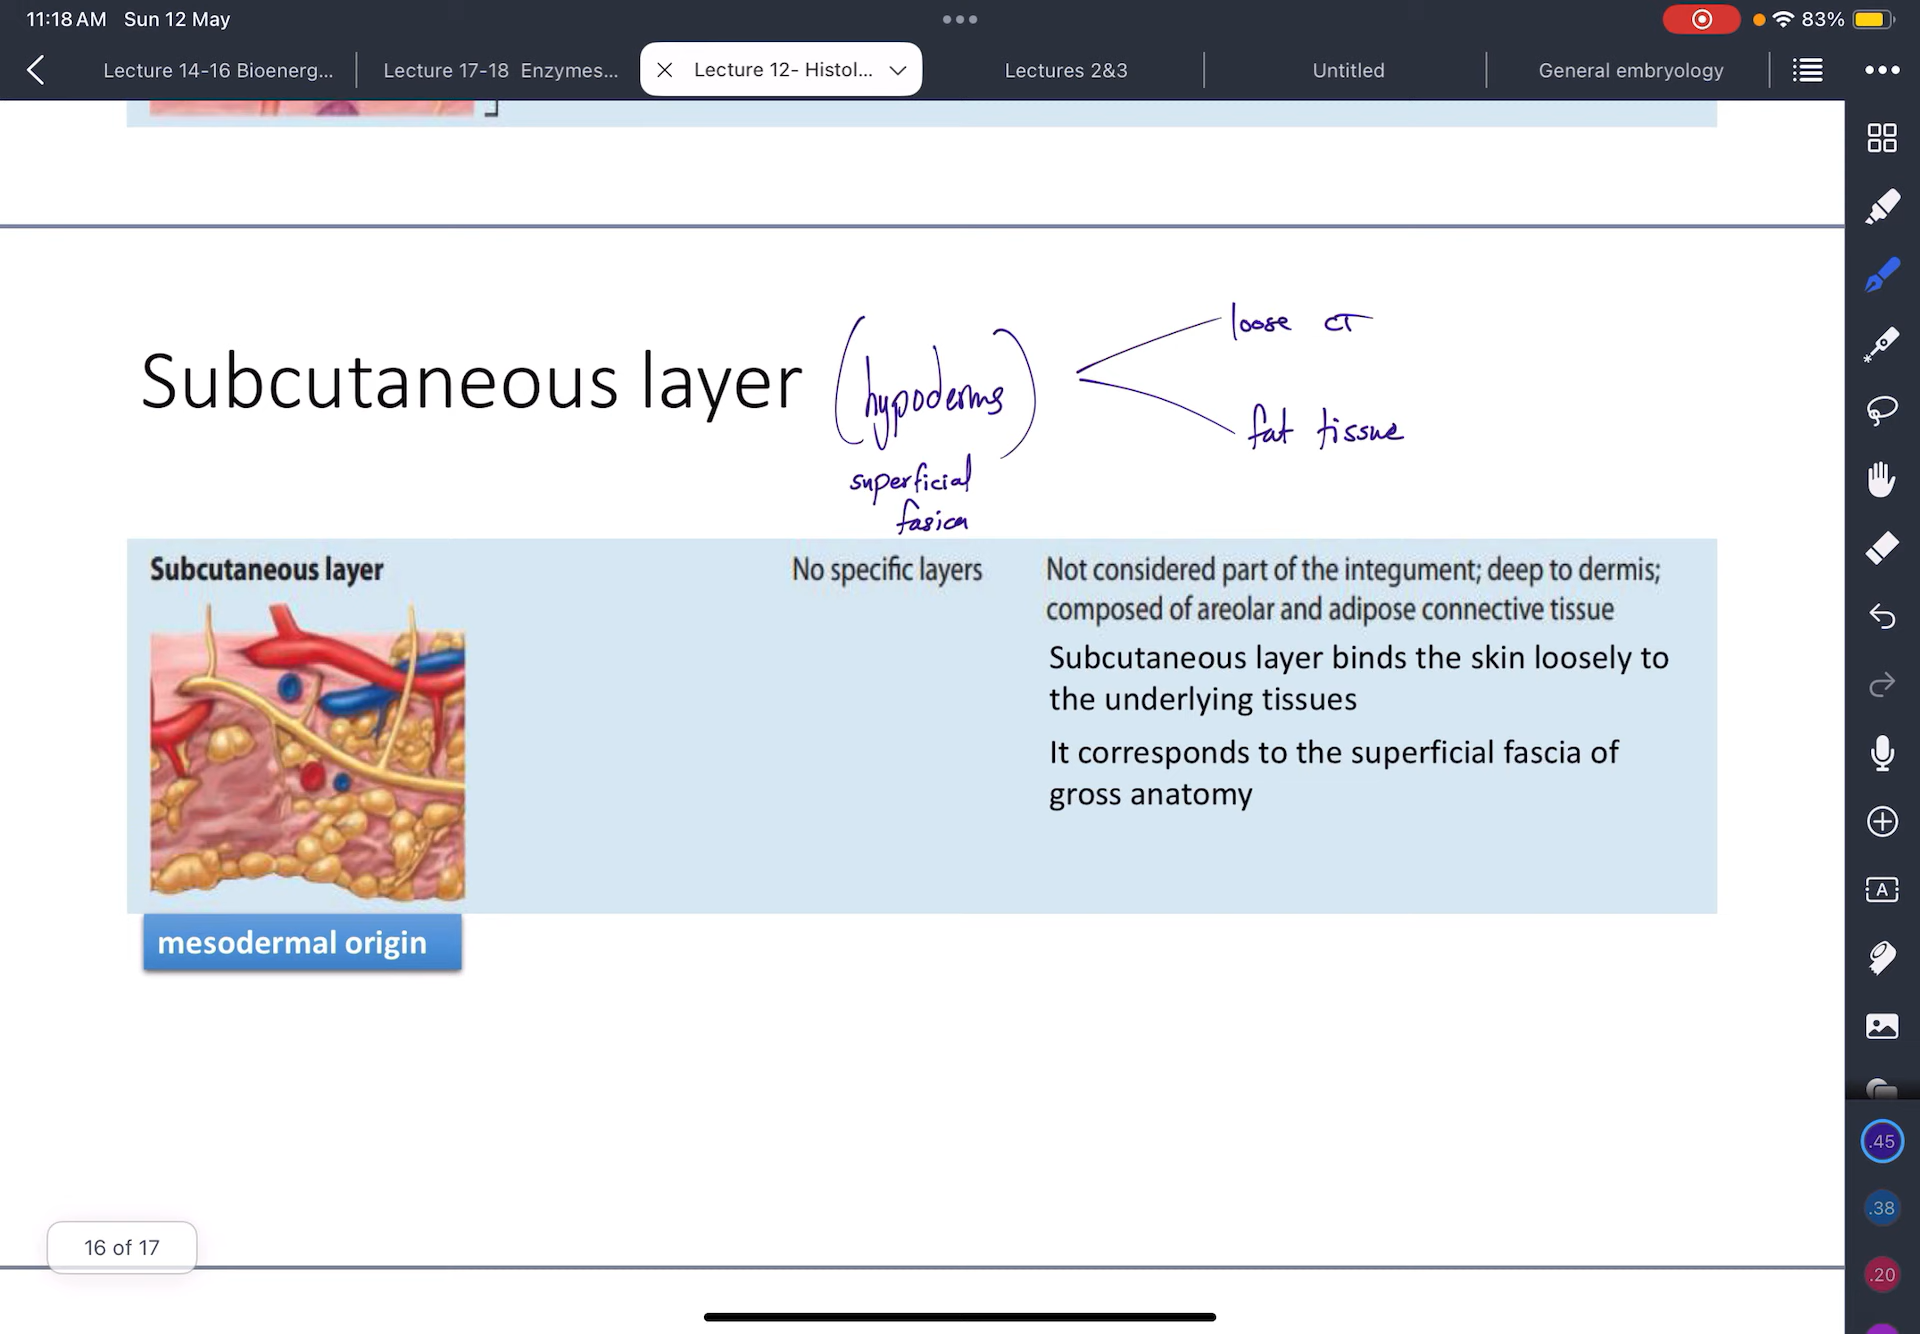 11:18 AM Sun 12 May
83%
Lecture 14-16 Bioenerg...
Lecture 17-18 Enzymes...
Lecture 12- Histol...
Lectures 2&3
Untitled
General embryology
Subcutaneous layer (hypoderms)
loose CT
fat tissue
superficial
fasica
Subcutaneous layer
No specific layers
Not considered part of the integument; deep to dermis;
composed of areolar and adipose connective tissue
Subcutaneous layer binds the skin loosely to
the underlying tissues
It corresponds to the superficial fascia of
gross anatomy
mesodermal origin
A
.45
.38
.20
16 of 17